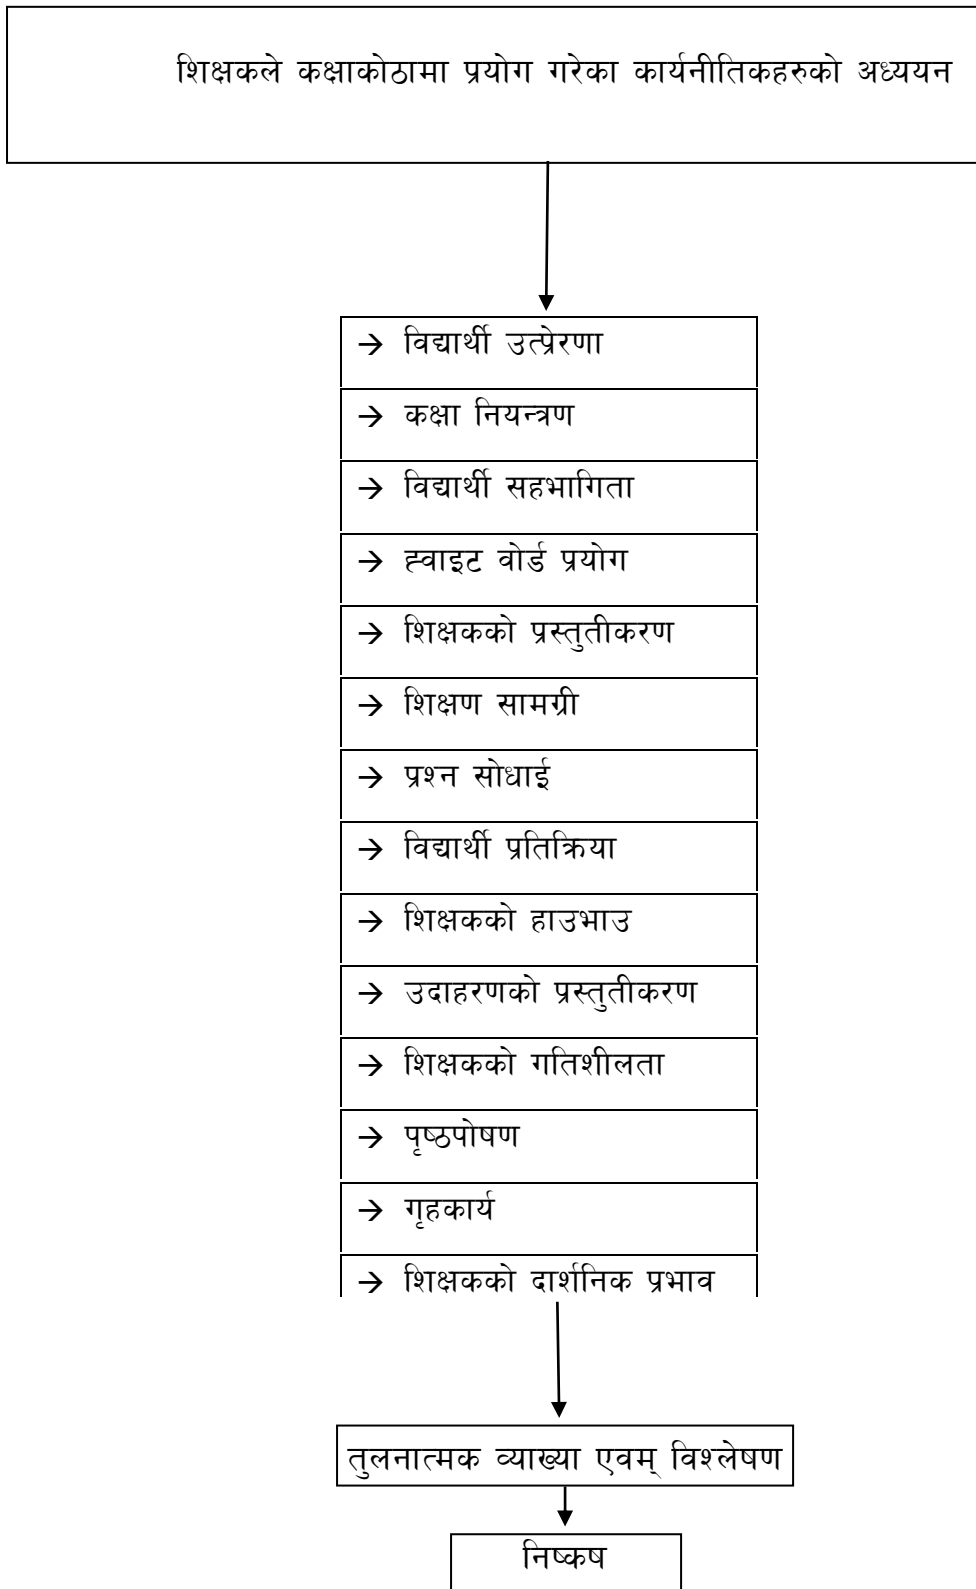 शिक्षकले कक्षाकोठामा प्रयोग गरेका कार्यनीतिकहरुको अध्ययन
→ विद्यार्थी उत्प्रेरणा
→ कक्षा नियन्त्रण
→ विद्यार्थी सहभागिता
→ ह्वाइट वोर्ड प्रयोग
→ शिक्षकको प्रस्तुतीकरण
→ शिक्षण सामग्री
→ प्रश्न सोधाई
→ विद्यार्थी प्रतिक्रिया
→ शिक्षकको हाउभाउ
→ उदाहरणको प्रस्तुतीकरण
→ शिक्षकको गतिशीलता
→ पृष्ठपोषण
→ गृहकार्य
→ शिक्षकको दार्शनिक प्रभाव
तुलनात्मक व्याख्या एवम् विश्लेषण
निष्कष